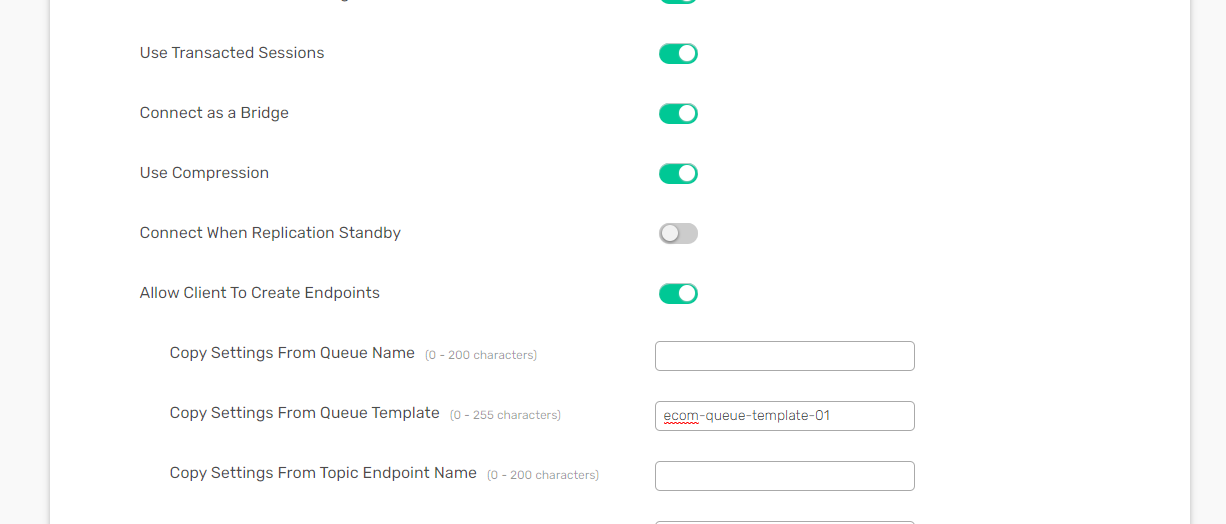 Use Transacted Sessions
Connect as a Bridge
Use Compression
Connect When Replication Standby
Allow Client To Create Endpoints
Copy Settings From Queue Name (0 - 200 characters)
Copy Settings From Queue Template (0 - 255 characters) ecom-queue-template-01
Copy Settings From Topic Endpoint Name (0 - 200 characters)